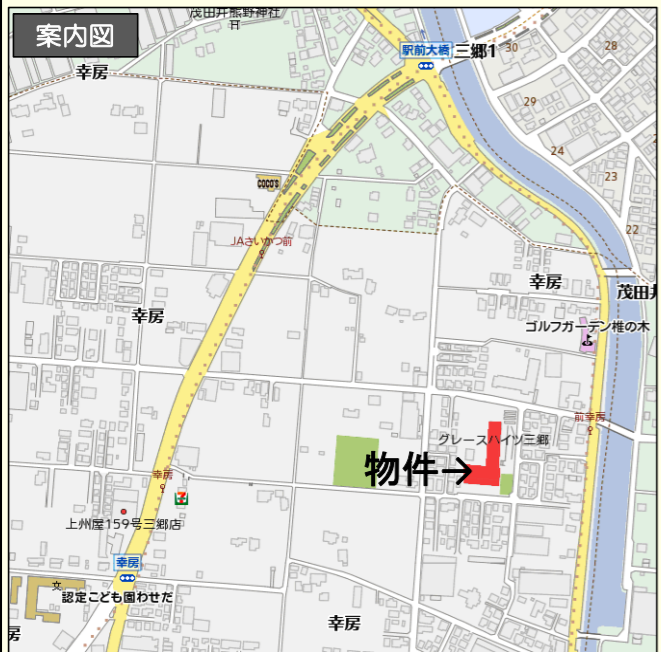 案内図
茂田井熊野神社
駅前大橋
三郷1
30
28
幸房
29
24
23
22
COCO'S
JAさいかつ前
幸房
茂田井
幸房
ゴルフガーデン椎の木
前幸房
グレースハイツ三郷
物件→
幸房
7
上州屋159号三郷店
幸房
文
認定こども園わせだ
幸房
房